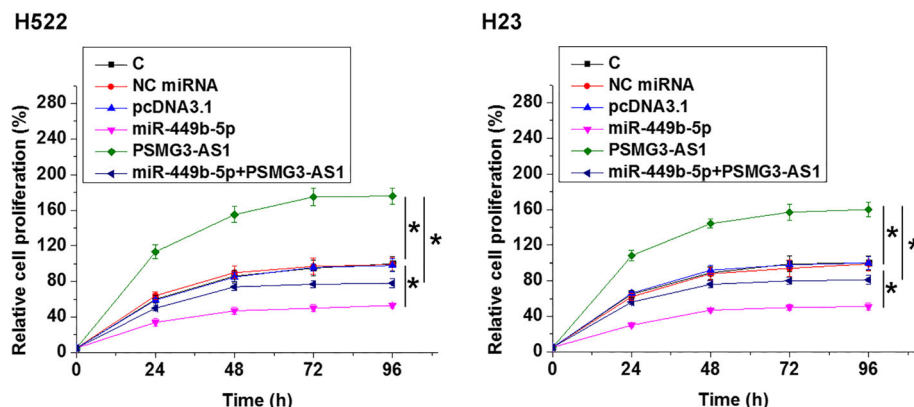 H522
C
NC miRNA
pcDNA3.1
miR-449b-5p
PSMG3-AS1
miR-449b-5p+PSMG3-AS1
Relative cell proliferation (%)
280
240
200
160
120
80
40
0
*
*
*
0 24 48 72 96
Time (h)
H23
C
NC miRNA
pcDNA3.1
miR-449b-5p
PSMG3-AS1
miR-449b-5p+PSMG3-AS1
Relative cell proliferation (%)
280
240
200
160
120
80
40
0
*
*
*
0 24 48 72 96
Time (h)